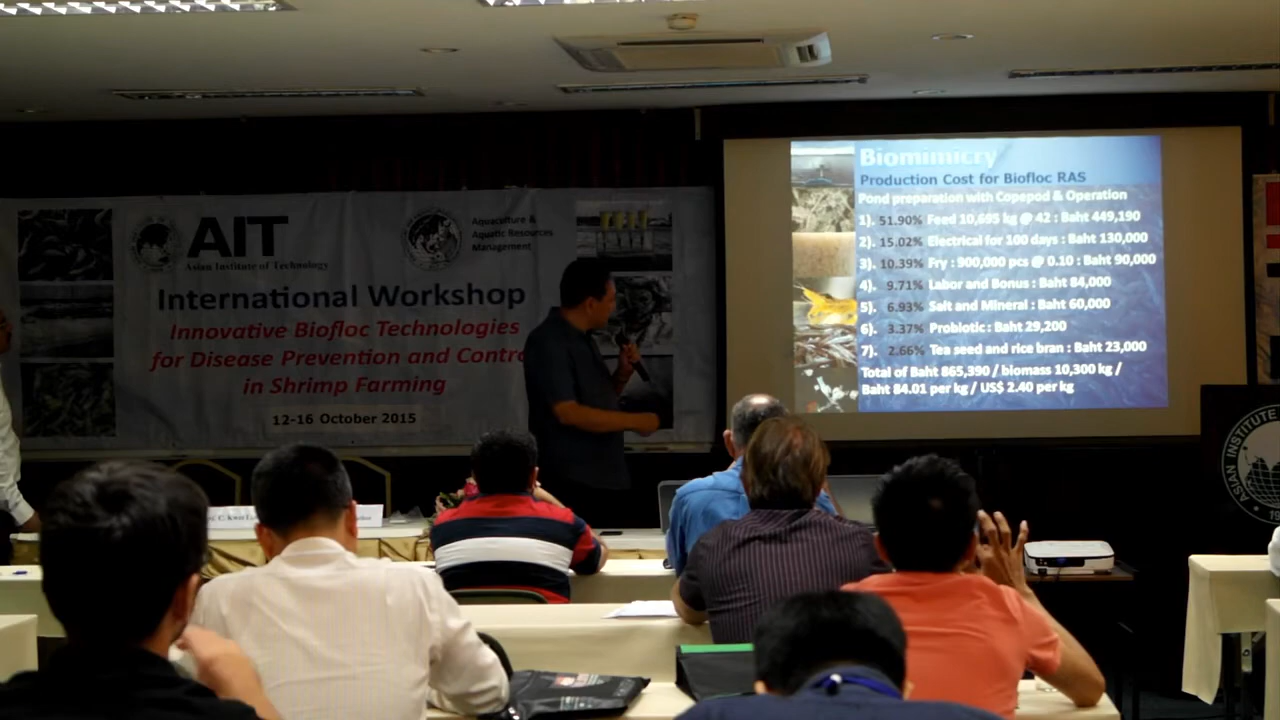 AIT
Asian Institute of Technology
Aquaculture &
Aquatic Resources
Management
International Workshop
Innovative Biofloc Technologies
for Disease Prevention and Contro
in Shrimp Farming
12-16 October 2015
Biomimicry
Production Cost for Biofloc RAS
Pond preparation with Copepod & Operation
1). 51.90% Feed 10,695 kg @ 42 : Baht 449,190
2). 15.02% Electrical for 100 days : Baht 130,000
3). 10.39% Fry : 900,000 pcs @ 0.10 : Baht 90,000
4). 9.71% Labor and Bonus : Baht 84,000
5). 6.93% Salt and Mineral : Baht 60,000
6). 3.37% Probiotic : Baht 29,200
7). 2.66% Tea seed and rice bran : Baht 23,000
Total of Baht 865,390 / biomass 10,300 kg /
Baht 84.01 per kg / US$ 2.40 per kg
ASIAN INSTITUTE
19